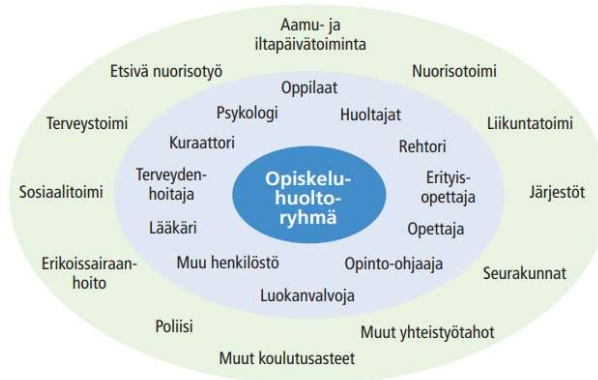 Aamu- ja
iltapäivätoiminta
Etsivä nuorisotyö
Nuorisotoimi
Oppilaat
Psykologi
Huoltajat
Terveystoimi
Liikuntatoimi
Kuraattori
Rehtori
Terveyden-
hoitaja
Opiskelu-
huolto-
ryhmä
Erityis-
opettaja
Sosiaalitoimi
Järjestöt
Lääkäri
Opettaja
Erikoissairaan-
hoito
Muu henkilöstö
Opinto-ohjaaja
Seurakunnat
Luokanvalvoja
Poliisi
Muut yhteistyötahot
Muut koulutusasteet